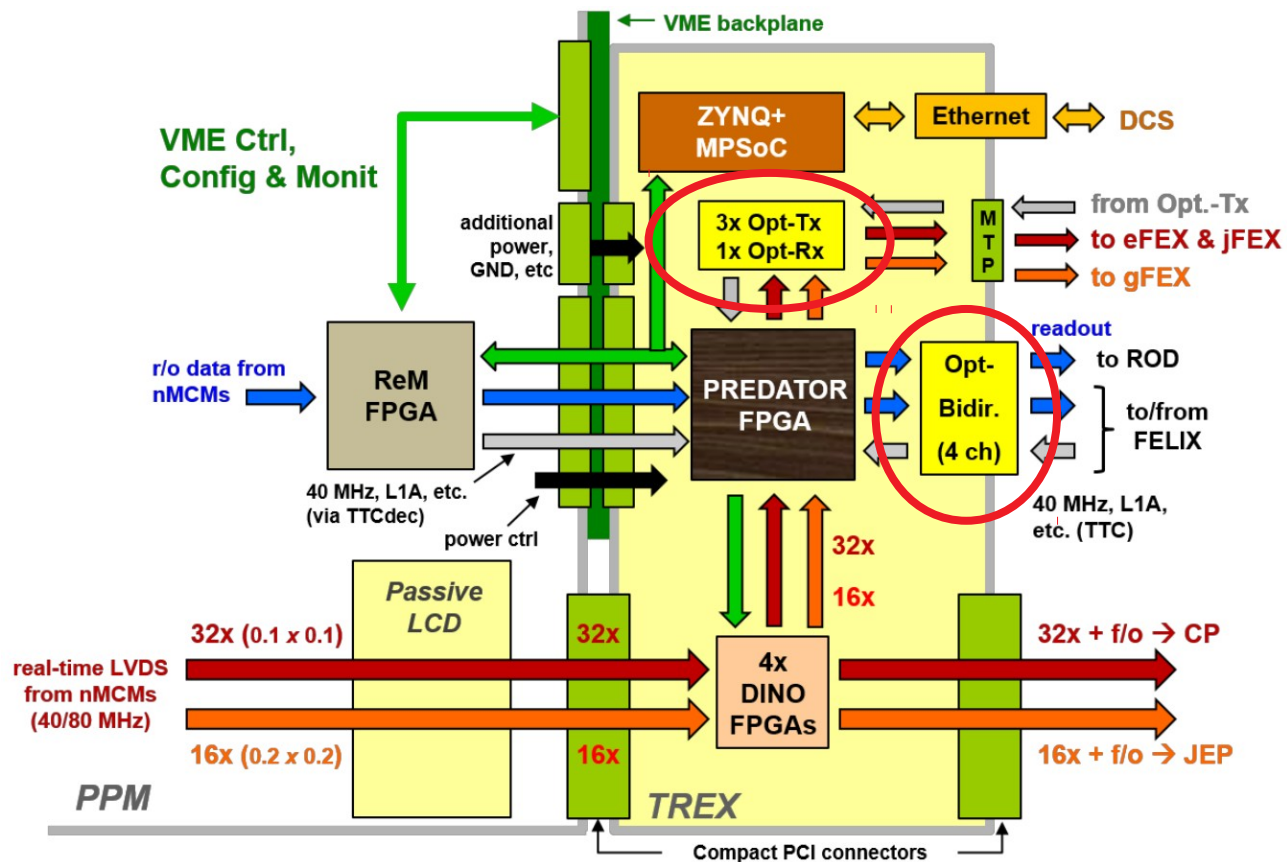 VME backplane
ZYNQ+
MPSoC
Ethernet
DCS
VME Ctrl,
Config & Monit
additional
power,
GND, etc
3x Opt-Tx
1x Opt-Rx
M
T
P
from Opt.-Tx
to eFEX & jFEX
to gFEX
r/o data from
nMCMs
ReM
FPGA
PREDATOR
FPGA
Opt-
Bidir.
(4 ch)
readout
to ROD
to/from
FELIX
40 MHz, L1A, etc.
(via TTCdec)
power ctrl
40 MHz, L1A,
etc. (TTC)
32x
16x
Passive
LCD
32x (0.1 x 0.1)
32x
real-time LVDS
from nMCMs
(40/80 MHz)
16x (0.2 x 0.2)
16x
4x
DINO
FPGAs
32x + f/o → CP
16x + f/o → JEP
PPM
TREX
Compact PCI connectors